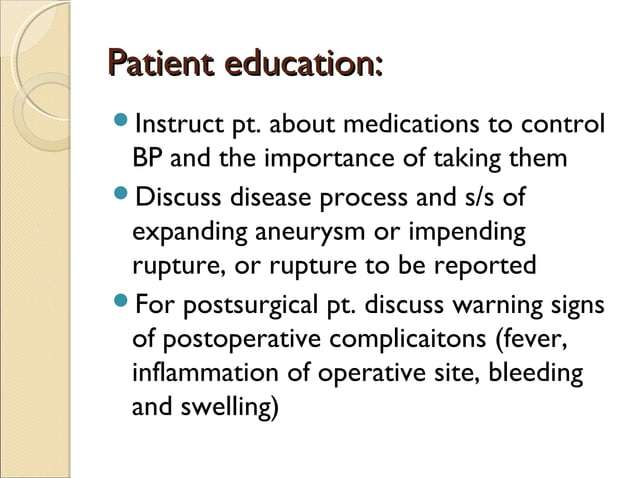 Patient education:
Instruct pt. about medications to control
BP and the importance of taking them
Discuss disease process and s/s of
expanding aneurysm or impending
rupture, or rupture to be reported
For postsurgical pt. discuss warning signs
of postoperative complicaitons (fever,
inflammation of operative site, bleeding
and swelling)